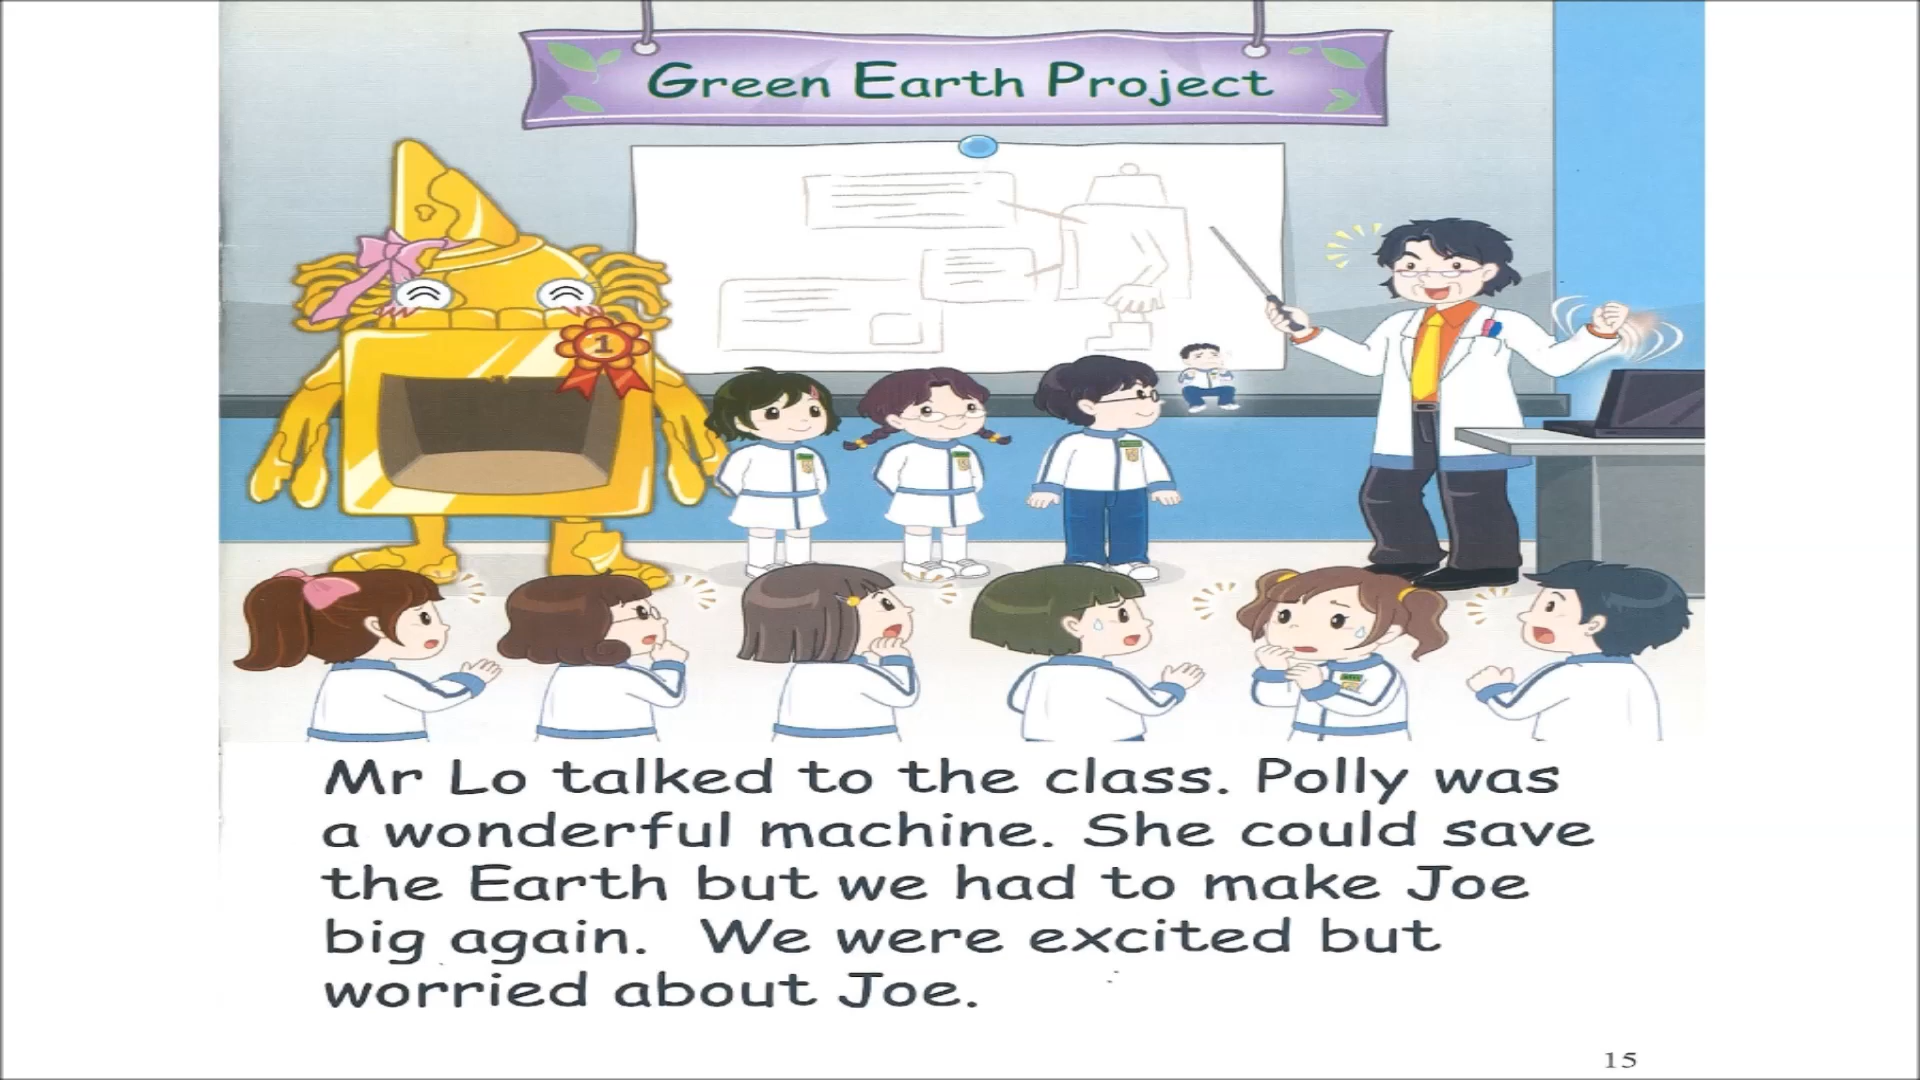 Green Earth Project
1
Mr Lo talked to the class. Polly was
a wonderful machine. She could save
the Earth but we had to make Joe
big again. We were excited but
worried about Joe.
15